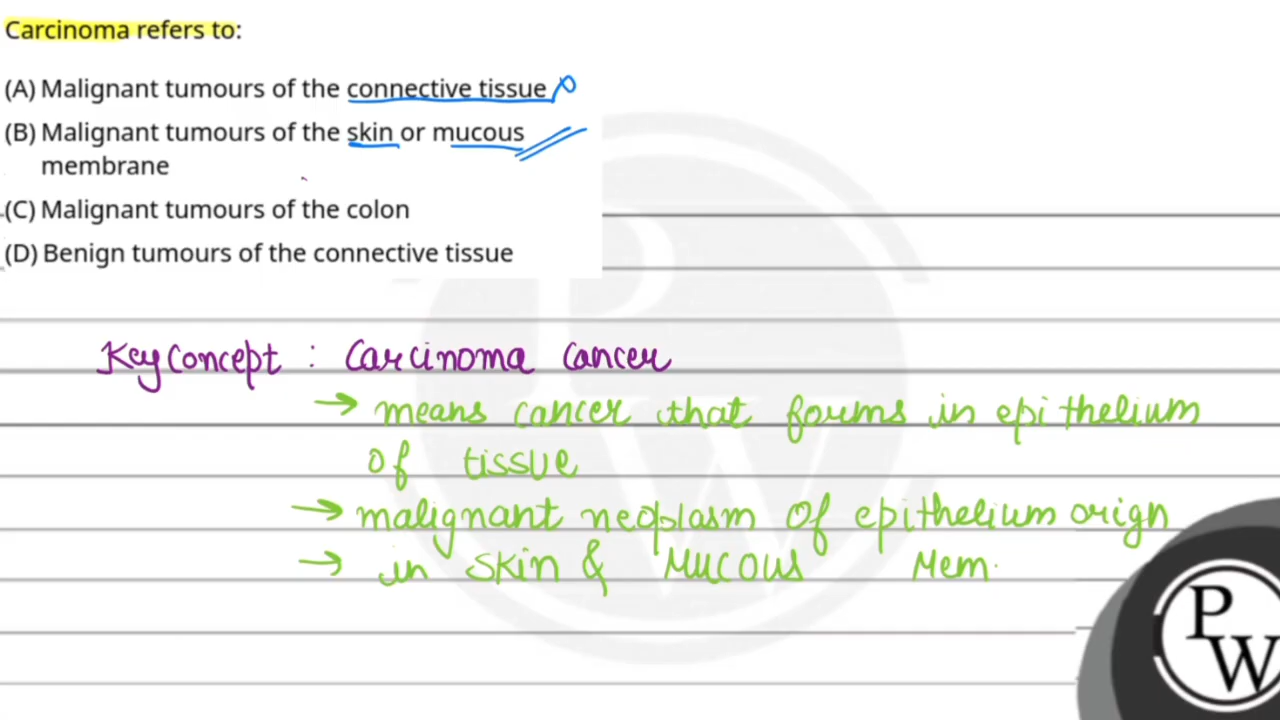 Carcinoma refers to:
(A) Malignant tumours of the connective tissue
(B) Malignant tumours of the skin or mucous
membrane
(C) Malignant tumours of the colon
(D) Benign tumours of the connective tissue
Key Concept : Carcinoma cancer
→ means cancer that forms in epithelium
of tissue
→ malignant neoplasm of epithelium orign
→ in skin & Mucous Mem.
P
W
P
W